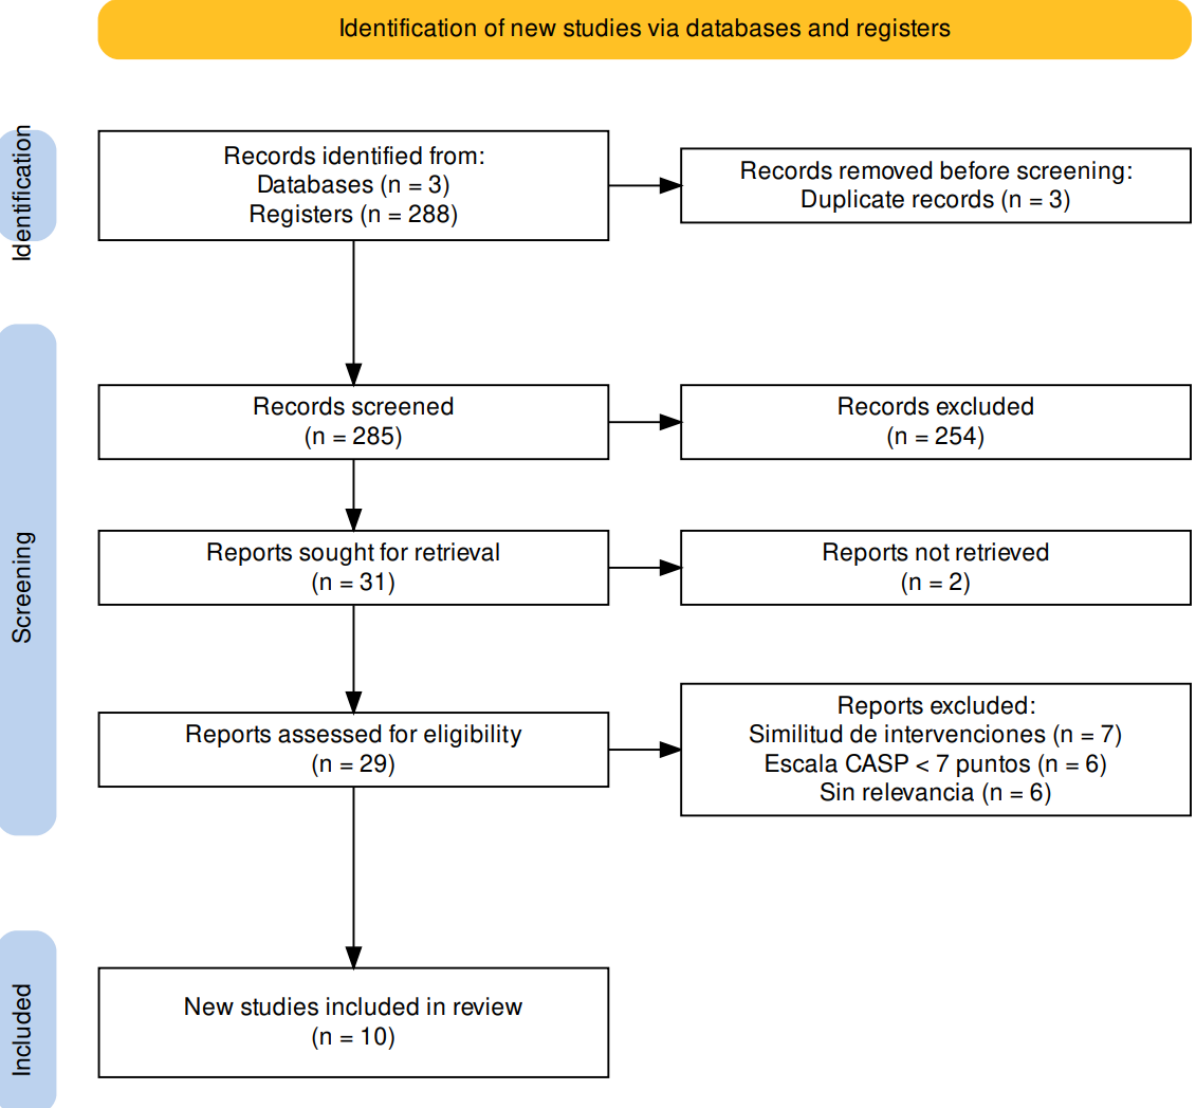 Identification of new studies via databases and registers
Identification
Records identified from:
Databases (n = 3)
Registers (n = 288)
Records removed before screening:
Duplicate records (n = 3)
Screening
Records screened
(n = 285)
Records excluded
(n = 254)
Reports sought for retrieval
(n = 31)
Reports not retrieved
(n = 2)
Reports assessed for eligibility
(n = 29)
Reports excluded:
Similitud de intervenciones (n = 7)
Escala CASP < 7 puntos (n = 6)
Sin relevancia (n = 6)
Included
New studies included in review
(n = 10)